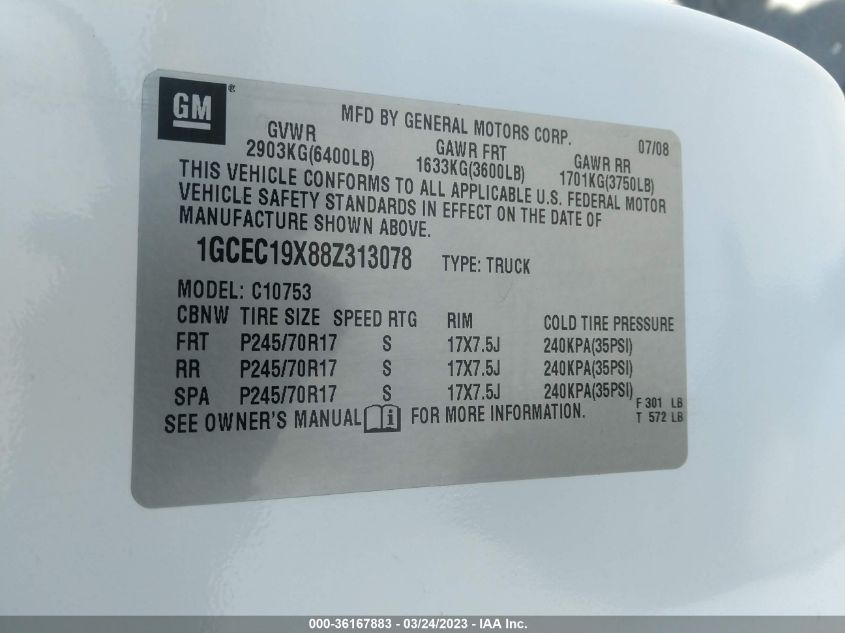 GM ®
MFD BY GENERAL MOTORS CORP. 07/08
GVWR GAWR FRT GAWR RR
2903KG(6400LB) 1633KG(3600LB) 1701KG(3750LB)
THIS VEHICLE CONFORMS TO ALL APPLICABLE U.S. FEDERAL MOTOR
VEHICLE SAFETY STANDARDS IN EFFECT ON THE DATE OF
MANUFACTURE SHOWN ABOVE.
1GCEC19X88Z313078 TYPE: TRUCK
MODEL: C10753
CBNW TIRE SIZE SPEED RTG RIM COLD TIRE PRESSURE
FRT P245/70R17 S 17X7.5J 240KPA(35PSI)
RR P245/70R17 S 17X7.5J 240KPA(35PSI)
SPA P245/70R17 S 17X7.5J 240KPA(35PSI)
F 301 LB
SEE OWNER'S MANUAL i FOR MORE INFORMATION. T 572 LB
000-36167883 - 03/24/2023 - IAA Inc.